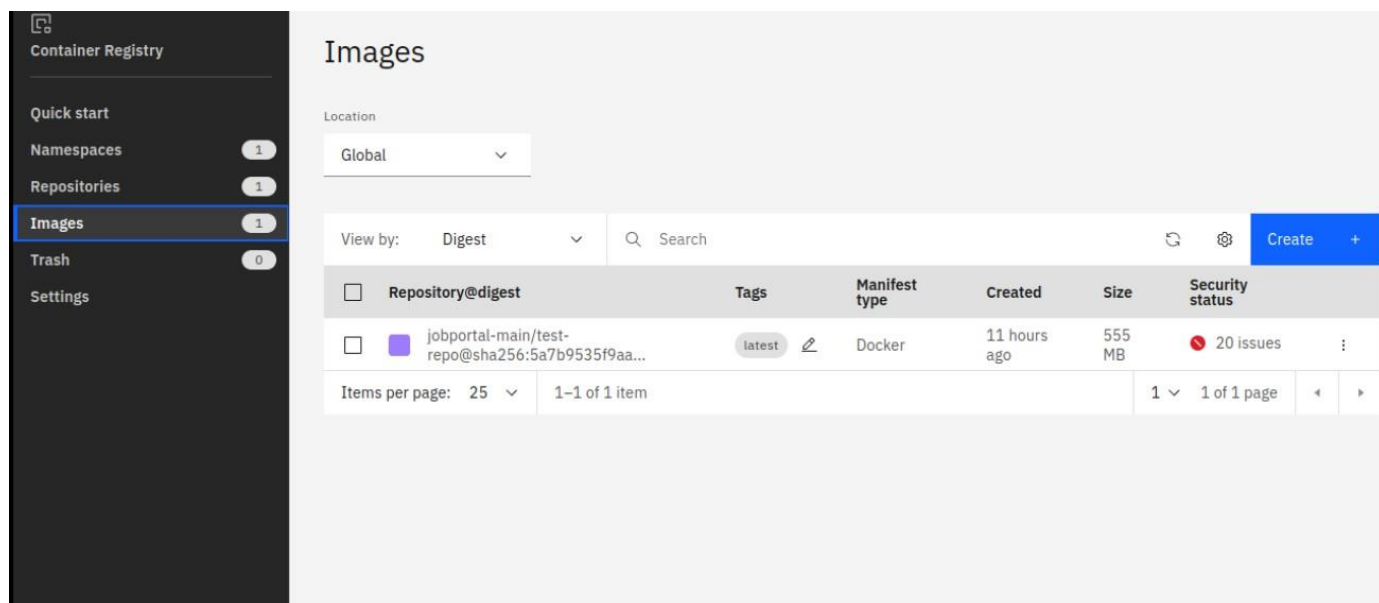 Container Registry
Quick start
Namespaces 1
Repositories 1
Images 1
Trash 0
Settings
Images
Location
Global
View by: Digest Search Create +
Repository@digest Tags Manifest type Created Size Security status
jobportal-main/test-
repo@sha256:5a7b9535f9aa... latest Docker 11 hours ago 555 MB 20 issues
Items per page: 25 1–1 of 1 item 1 1 of 1 page